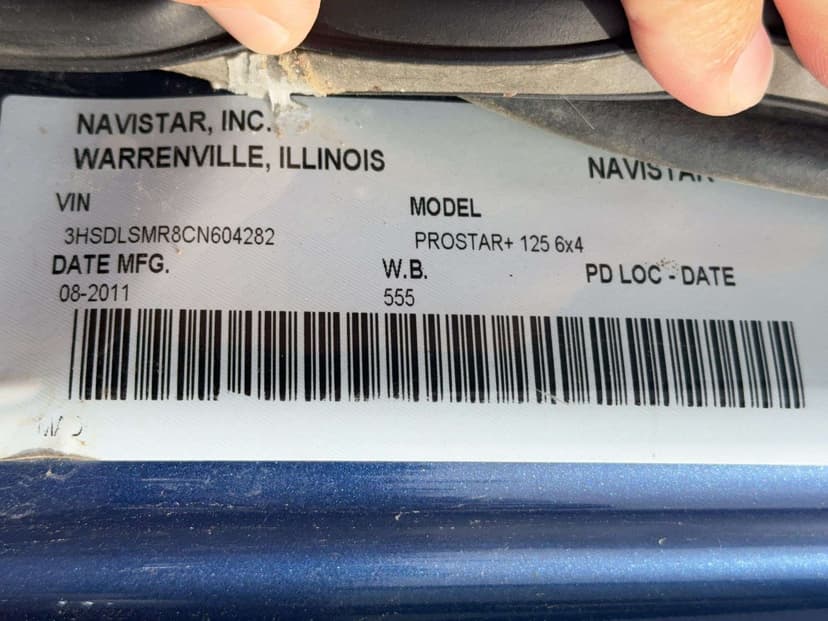 NAVISTAR, INC.
WARRENVILLE, ILLINOIS
NAVISTAR
VIN
MODEL
3HSDLSMR8CN604282
PROSTAR+ 125 6x4
DATE MFG.
W.B.
PD LOC - DATE
08-2011
555